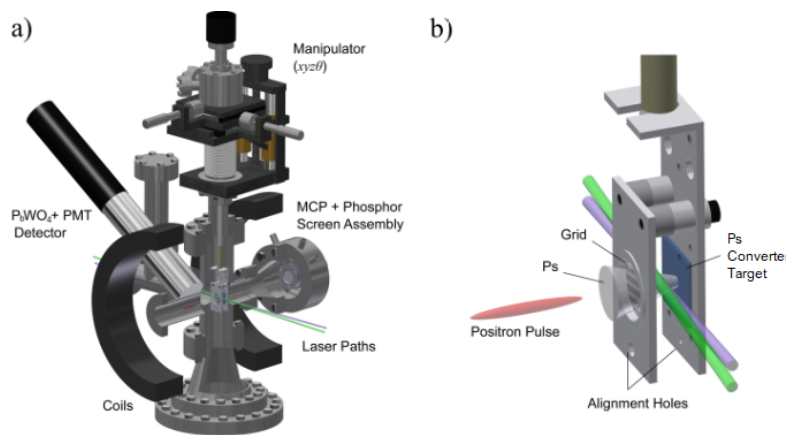 a)
Manipulator
(xyzθ)
PbWO4+ PMT
Detector
MCP + Phosphor
Screen Assembly
Laser Paths
Coils
b)
Grid
Ps
Ps
Converter
Target
Positron Pulse
Alignment Holes